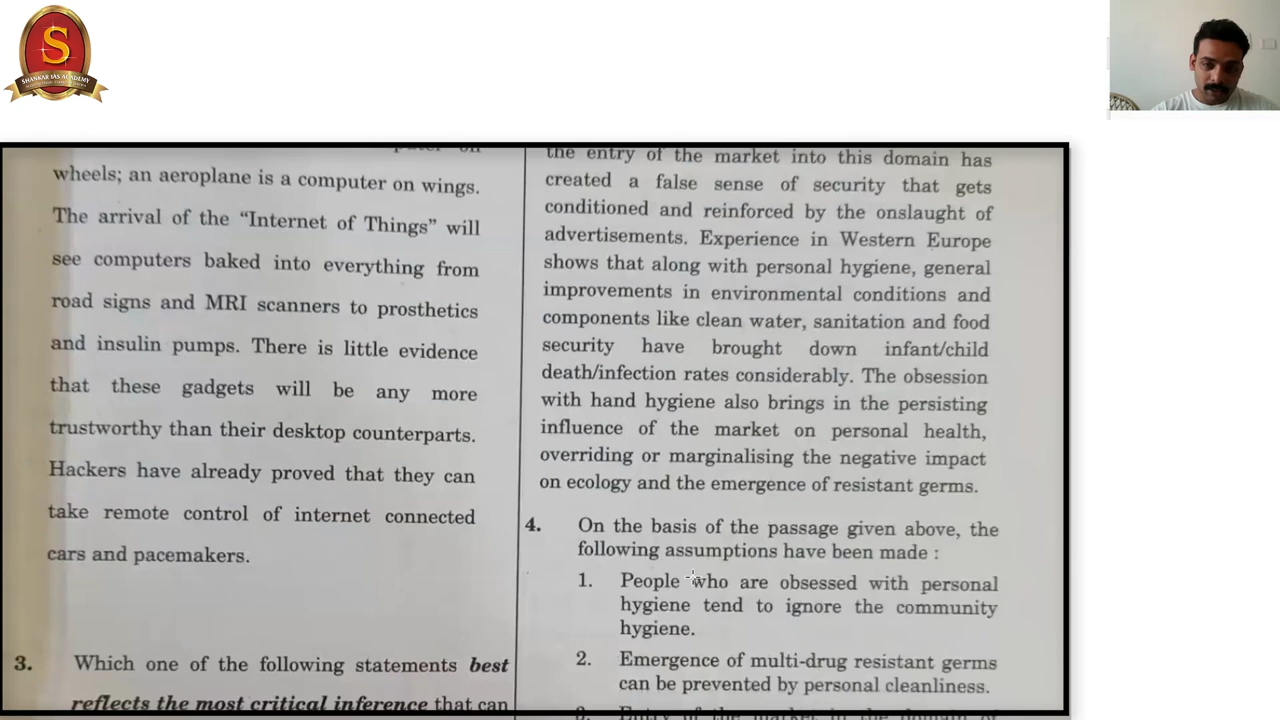 S
SHANKAR IAS ACADEMY
wheels; an aeroplane is a computer on wings.
The arrival of the “Internet of Things” will
see computers baked into everything from
road signs and MRI scanners to prosthetics
and insulin pumps. There is little evidence
that these gadgets will be any more
trustworthy than their desktop counterparts.
Hackers have already proved that they can
take remote control of internet connected
cars and pacemakers.
3. Which one of the following statements best
reflects the most critical inference that can
the entry of the market into this domain has
created a false sense of security that gets
conditioned and reinforced by the onslaught of
advertisements. Experience in Western Europe
shows that along with personal hygiene, general
improvements in environmental conditions and
components like clean water, sanitation and food
security have brought down infant/child
death/infection rates considerably. The obsession
with hand hygiene also brings in the persisting
influence of the market on personal health,
overriding or marginalising the negative impact
on ecology and the emergence of resistant germs.
4. On the basis of the passage given above, the
following assumptions have been made :
1. People who are obsessed with personal
hygiene tend to ignore the community
hygiene.
2. Emergence of multi-drug resistant germs
can be prevented by personal cleanliness.